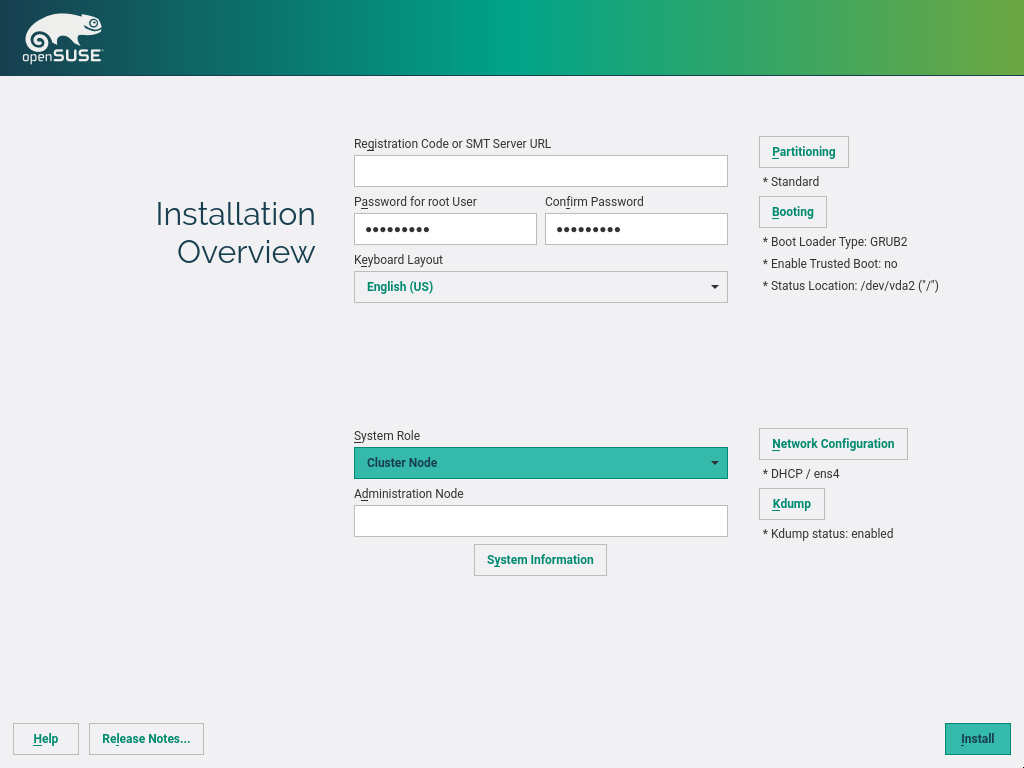 openSUSE
Installation
Overview
Registration Code or SMT Server URL
Password for root User
Confirm Password
•••••••••
•••••••••
Keyboard Layout
English (US)
System Role
Cluster Node
Administration Node
System Information
Partitioning
* Standard
Booting
* Boot Loader Type: GRUB2
* Enable Trusted Boot: no
* Status Location: /dev/vda2 ("/")
Network Configuration
* DHCP / ens4
Kdump
* Kdump status: enabled
Help
Release Notes...
Install